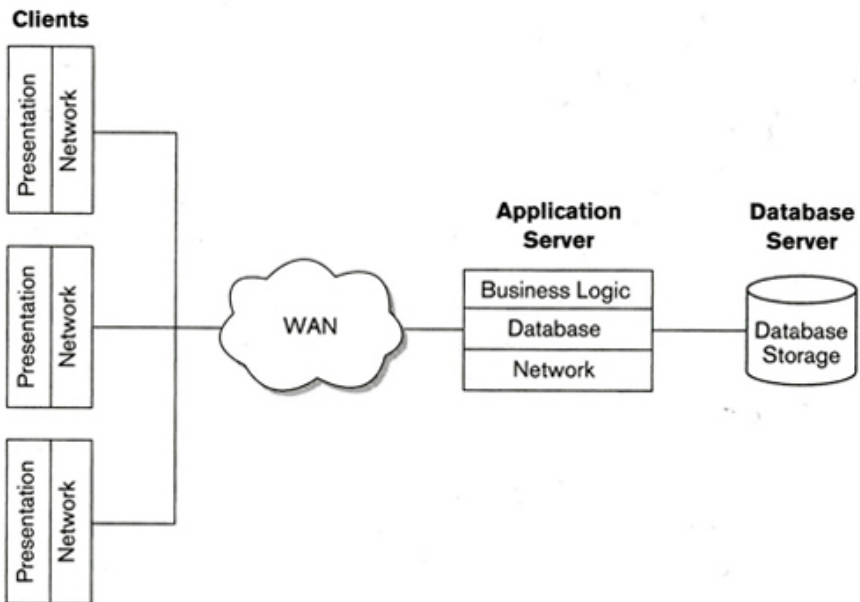 Clients
Presentation
Network
Presentation
Network
Presentation
Network
WAN
Application
Server
Business Logic
Database
Network
Database
Server
Database
Storage